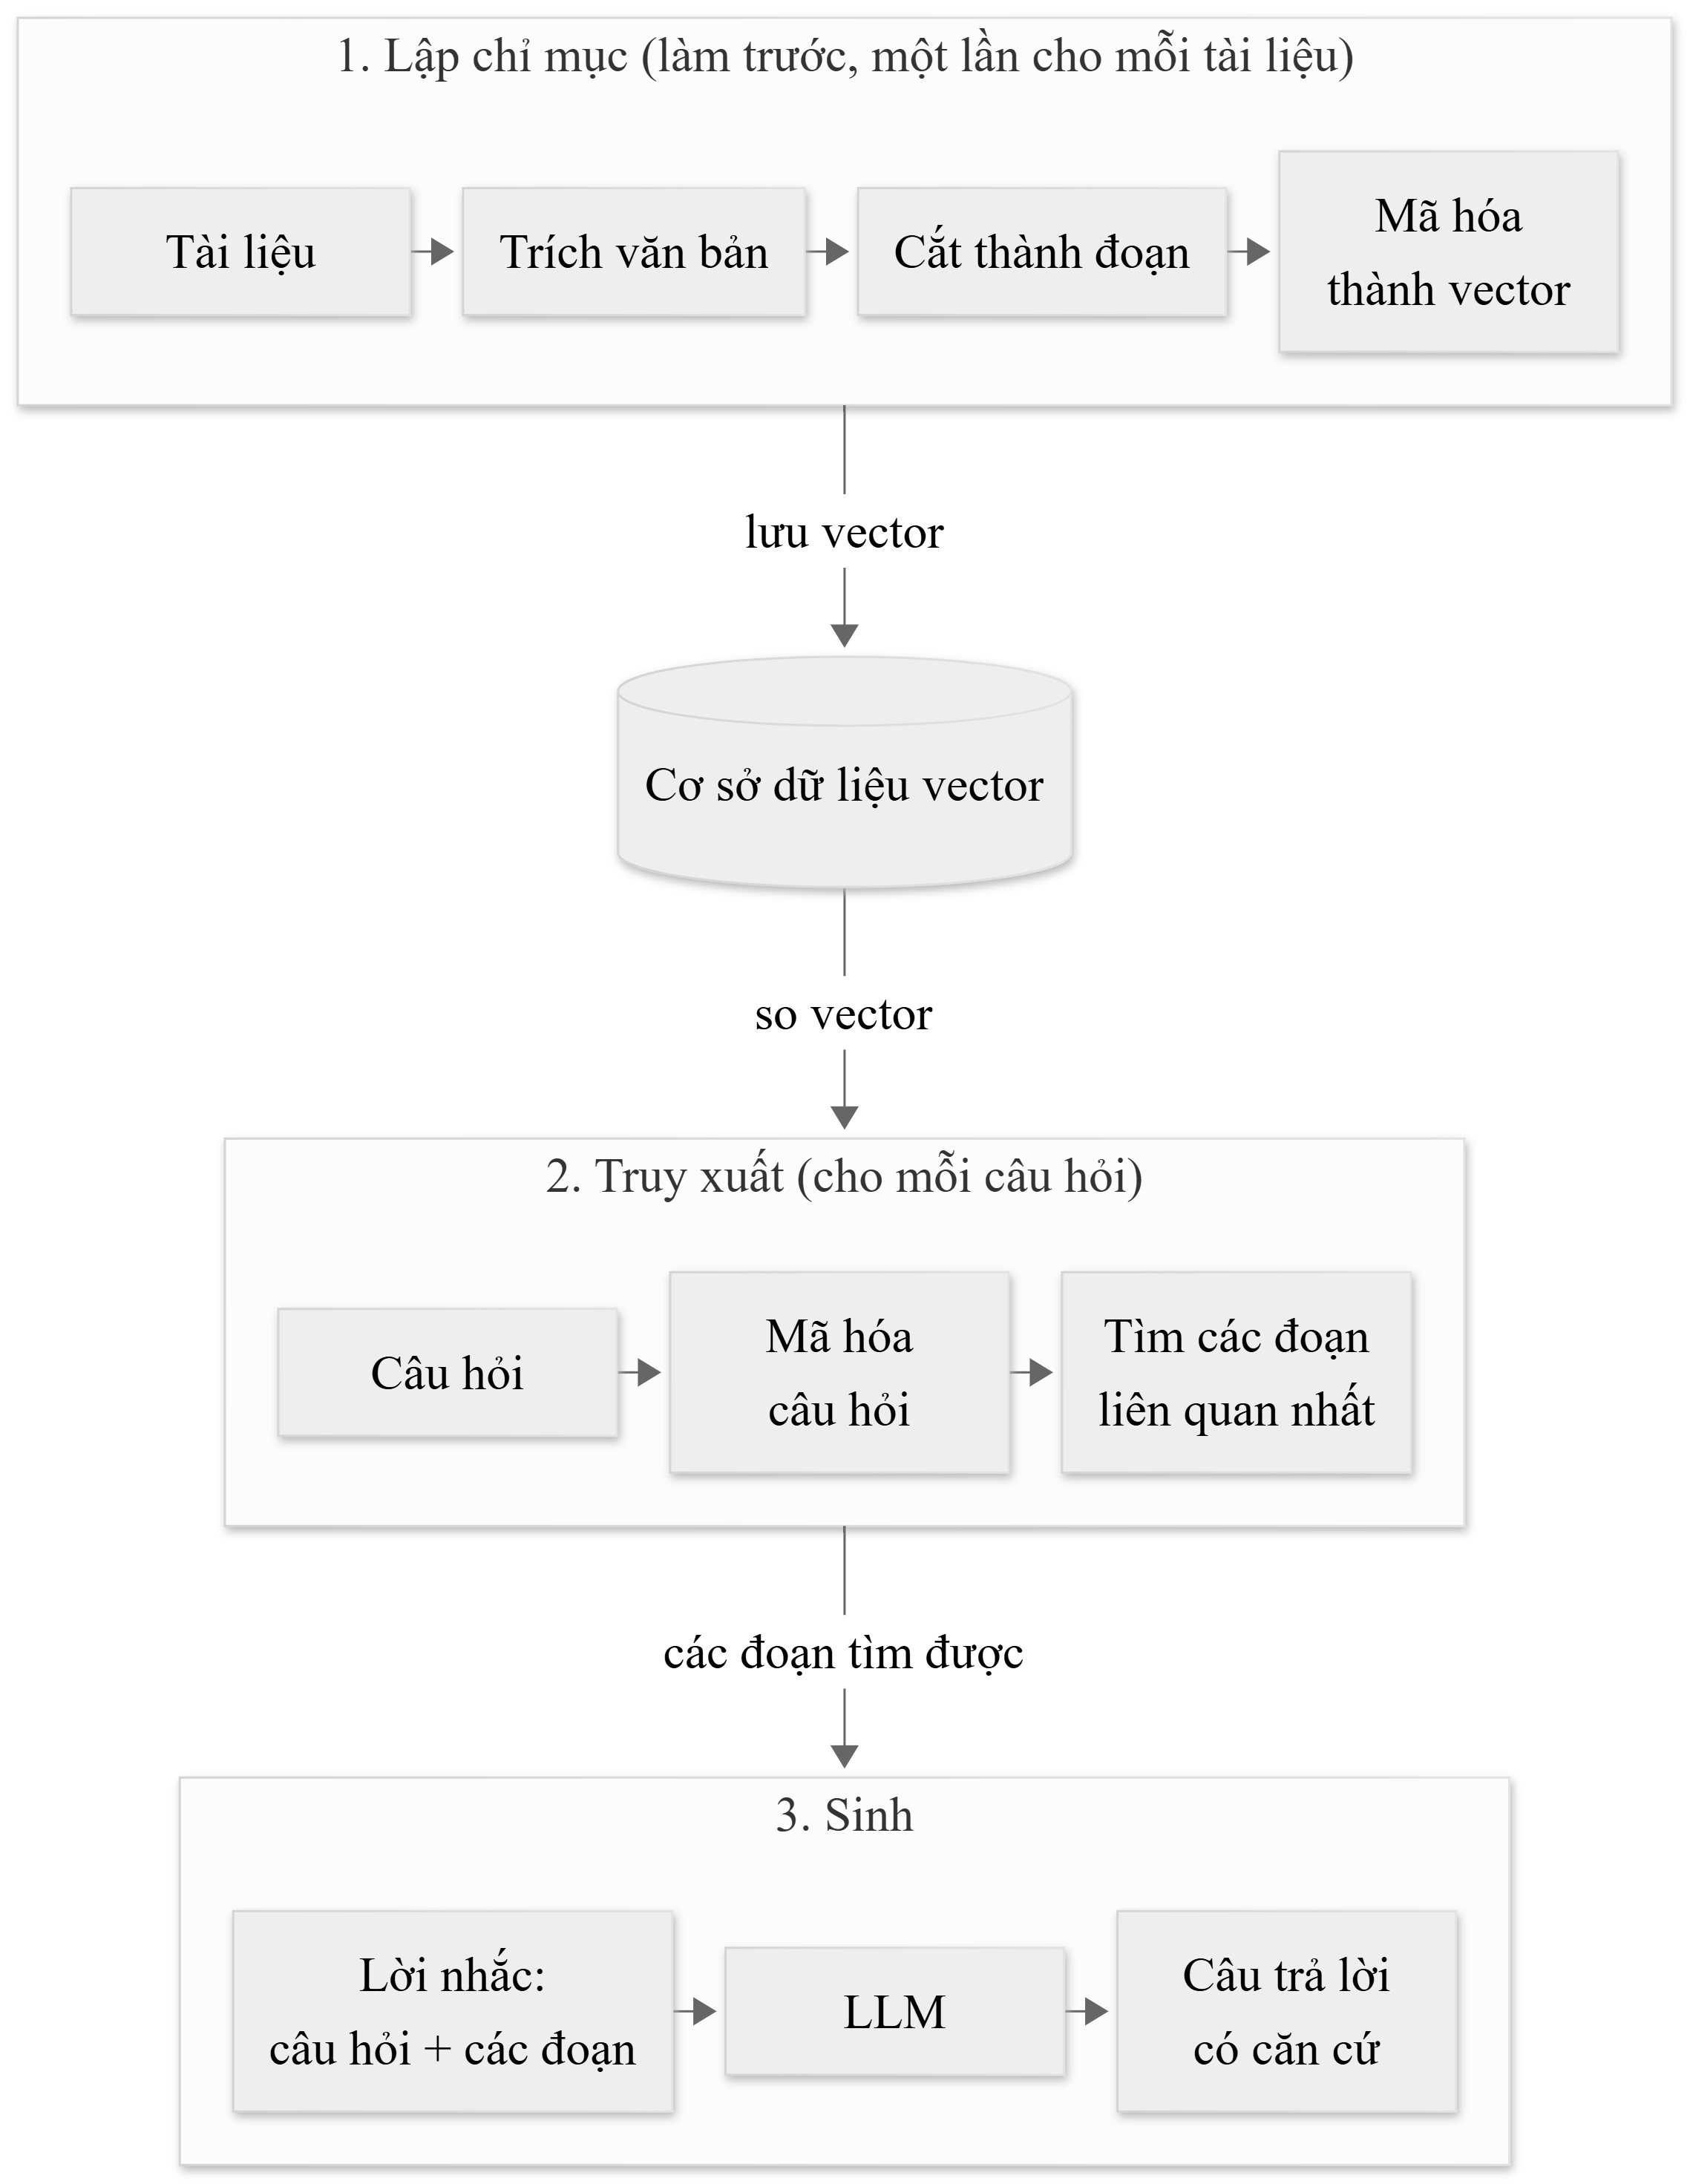 1. Lập chỉ mục (làm trước, một lần cho mỗi tài liệu)
Tài liệu
Trích văn bản
Cắt thành đoạn
Mã hóa
thành vector
lưu vector
Cơ sở dữ liệu vector
so vector
2. Truy xuất (cho mỗi câu hỏi)
Câu hỏi
Mã hóa
câu hỏi
Tìm các đoạn
liên quan nhất
các đoạn tìm được
3. Sinh
Lời nhắc:
câu hỏi + các đoạn
LLM
Câu trả lời
có căn cứ